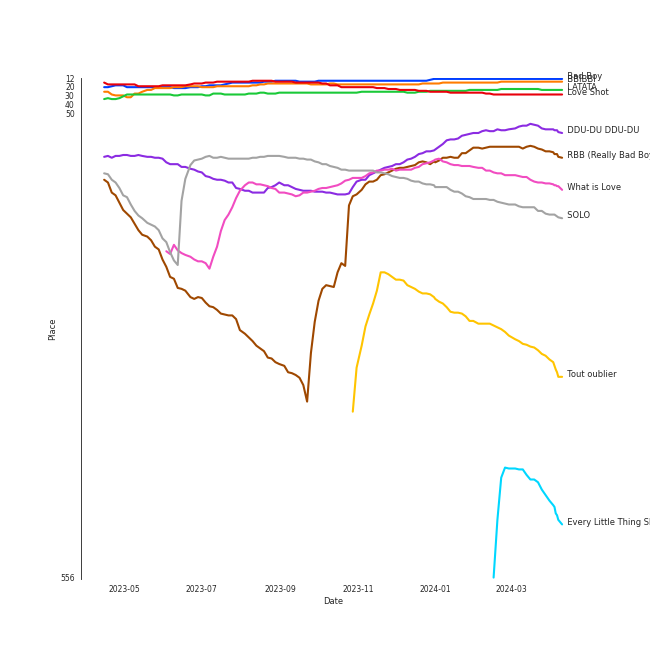 12
20
30
40
50
556
Place
Bad Boy
LATATA
Love Shot
DDU-DU DDU-DU
RBB (Really Bad Boy
What is Love
SOLO
Tout oublier
Every Little Thing S
2023-05
2023-07
2023-09
2023-11
2024-01
2024-03
Date